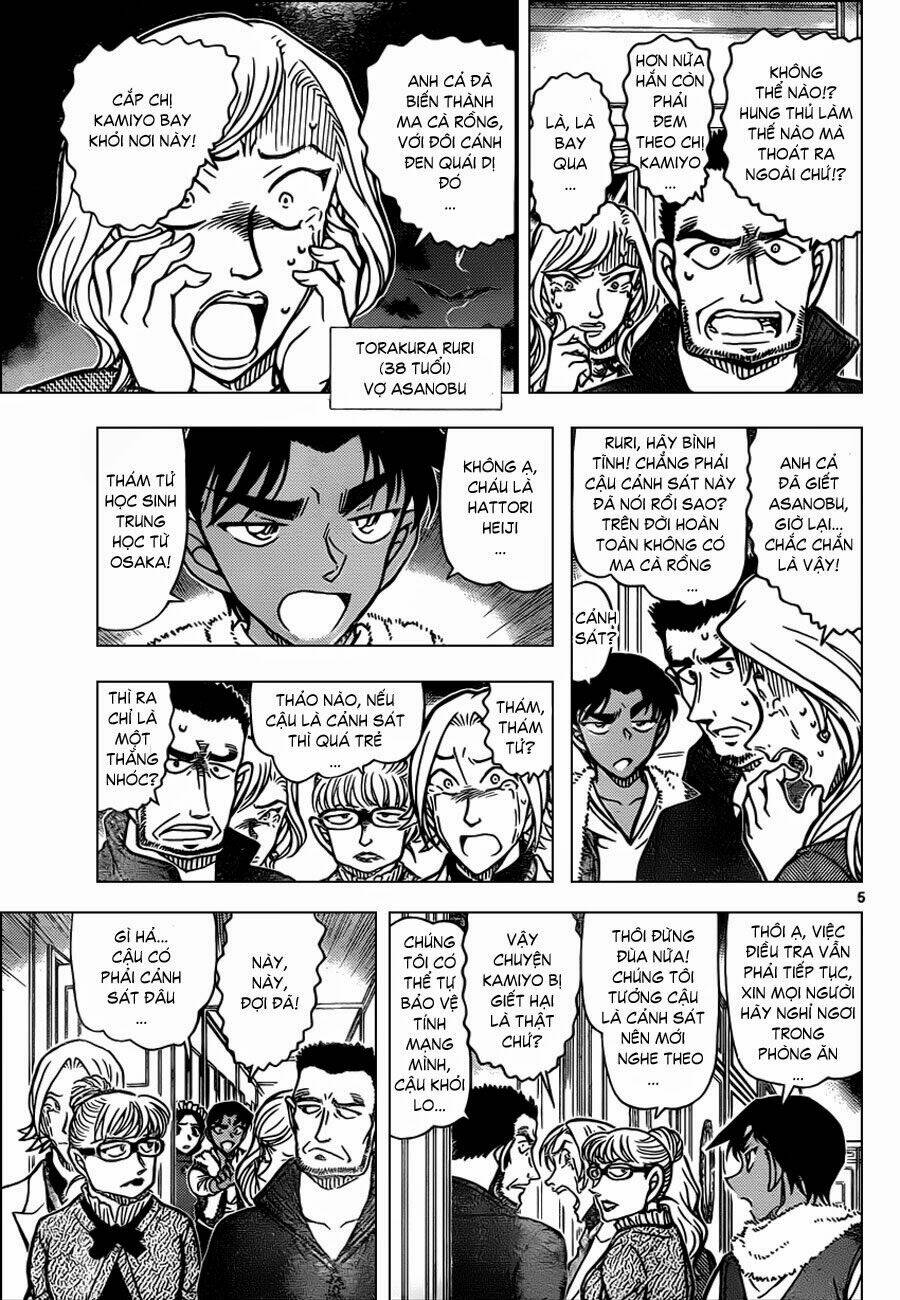 KHÔNG
THỂ NÀO!?
HUNG THỦ LÀM
THẾ NÀO MÀ
THOÁT RA
NGOÀI CHỨ!?
HƠN NỮA
HẮN CÒN
PHẢI
ĐEM
THEO CHỊ
KAMIYO
...
LÀ, LÀ
BAY
QUA
...
ANH CẢ ĐÃ
BIẾN THÀNH
MA CÀ RỒNG,
VỚI ĐÔI CÁNH
ĐEN QUÁI DỊ
ĐÓ
...
CẮP CHỊ
KAMIYO BAY
KHỎI NƠI NÀY!
TORAKURA RURI
(38 TUỔI)
VỢ ASANOBU
ANH CẢ
ĐÃ GIẾT
ASANOBU,
GIỜ LẠI...
CHẮC CHẮN
LÀ VẬY!
RURI, HÃY BÌNH
TĨNH! CHẲNG PHẢI
CẬU CẢNH SÁT NÀY
ĐÃ NÓI RỒI SAO?
TRÊN ĐỜI HOÀN
TOÀN KHÔNG CÓ
MA CÀ RỒNG
...
CẢNH
SÁT?
KHÔNG Ạ,
CHÁU LÀ
HATTORI
HEIJI
...
THÁM TỬ
HỌC SINH
TRUNG
HỌC TỪ
OSAKA!
THÁM,
THÁM
TỬ?
THẢO NÀO, NẾU
CẬU LÀ CẢNH SÁT
THÌ QUÁ TRẺ
...
THÌ RA
CHỈ LÀ
MỘT
THẰNG
NHÓC?
5
THÔI Ạ, VIỆC
ĐIỀU TRA VẪN
PHẢI TIẾP TỤC,
XIN MỌI NGƯỜI
HÃY NGHỈ NGƠI
TRONG
PHÒNG ĂN
...
THÔI ĐỪNG
ĐÙA NỮA!
CHÚNG TÔI
TƯỞNG CẬU
LÀ CẢNH SÁT
NÊN MỚI
NGHE THEO
...
VẬY
CHUYỆN
KAMIYO BỊ
GIẾT HẠI
LÀ THẬT
CHỨ?
CHÚNG
TÔI CÓ
THỂ TỰ
BẢO VỆ
TÍNH
MẠNG
MÌNH,
CẬU KHỎI
LO...
NÀY,
NÀY,
ĐỢI ĐÃ!
GÌ HẢ...
CẬU CÓ
PHẢI CẢNH
SÁT ĐÂU
...